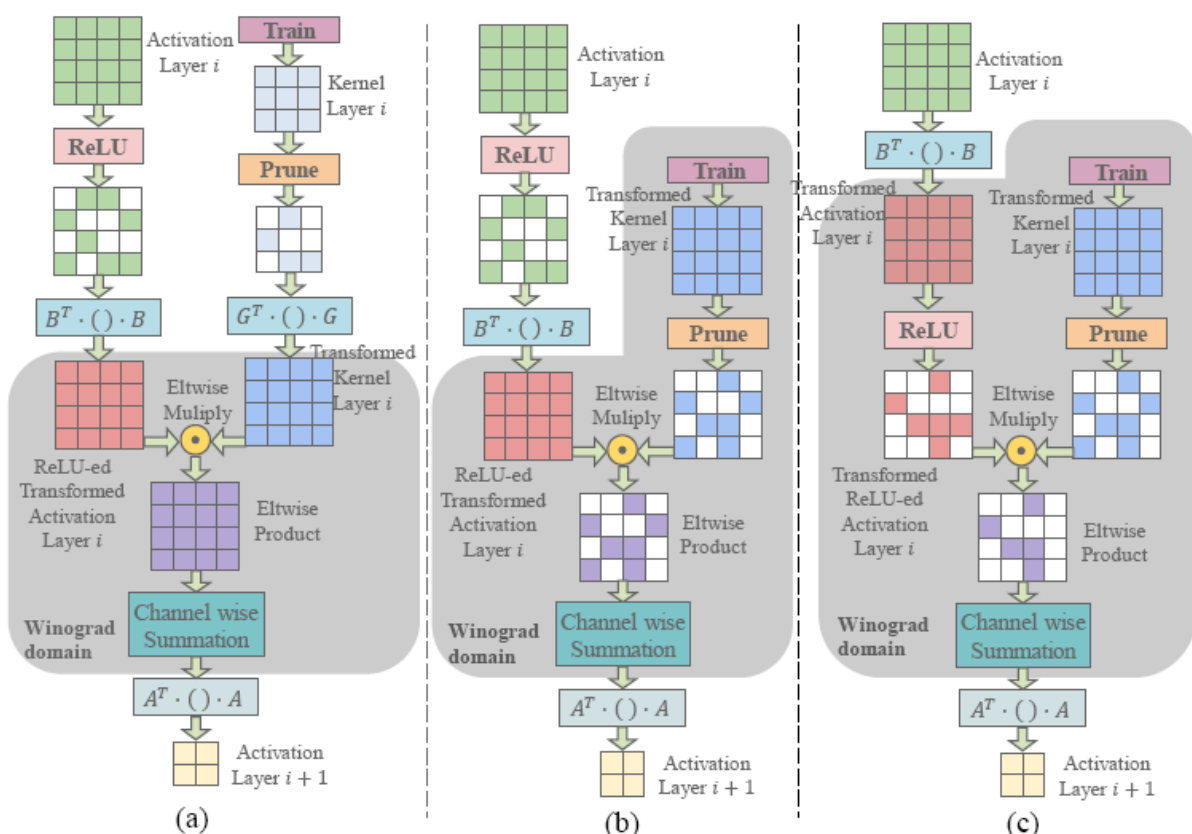 Activation
Layer i
Train
Kernel
Layer i
ReLU
Prune
B^T · ( ) · B
G^T · ( ) · G
Transformed
Kernel
Layer i
Eltwise
Muliply
ReLU-ed
Transformed
Activation
Layer i
Eltwise
Product
Channel wise
Summation
Winograd
domain
A^T · ( ) · A
Activation
Layer i + 1
(a)
Activation
Layer i
ReLU
Train
Transformed
Kernel
Layer i
B^T · ( ) · B
Prune
Eltwise
Muliply
ReLU-ed
Transformed
Activation
Layer i
Eltwise
Product
Channel wise
Summation
Winograd
domain
A^T · ( ) · A
Activation
Layer i + 1
(b)
Activation
Layer i
B^T · ( ) · B
Train
Transformed
Activation
Layer i
Transformed
Kernel
Layer i
ReLU
Prune
Eltwise
Muliply
Transformed
ReLU-ed
Activation
Layer i
Eltwise
Product
Channel wise
Summation
Winograd
domain
A^T · ( ) · A
Activation
Layer i + 1
(c)